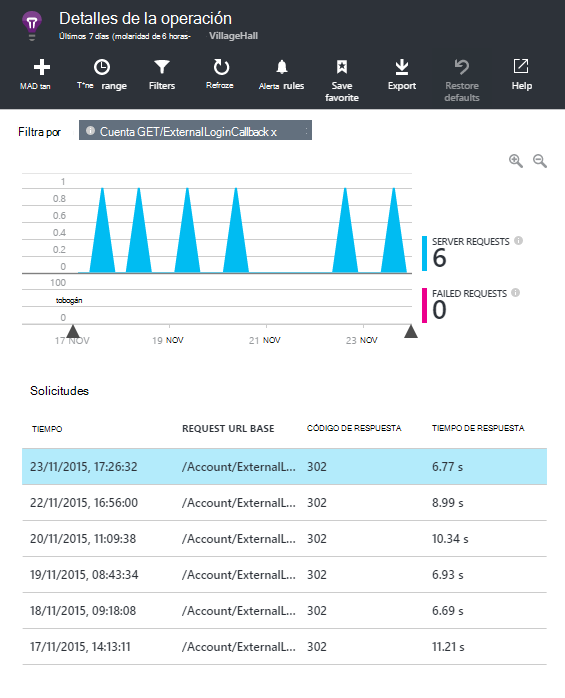 Detalles de la operación
Últimos 7 días (molaridad de 6 horas- VillageHall
MAD tan T*ne range Filters Refroze Alerta rules Save favorite Export Restore defaults Help
Filtra por Cuenta GET/ExternalLoginCallback x
1
0.8
0.6
0.4
0.2
0
SERVER REQUESTS
6
100
tobogán
0
FAILED REQUESTS
0
17 NOV 19 NOV 21 NOV 23 NOV
Solicitudes
TIEMPO REQUEST URL BASE CÓDIGO DE RESPUESTA TIEMPO DE RESPUESTA
23/11/2015, 17:26:32 /Account/ExternalL... 302 6.77 s
22/11/2015, 16:56:00 /Account/ExternalL... 302 8.99 s
20/11/2015, 11:09:38 /Account/ExternalL... 302 10.34 s
19/11/2015, 08:43:34 /Account/ExternalL... 302 6.93 s
18/11/2015, 09:18:08 /Account/ExternalL... 302 6.69 s
17/11/2015, 14:13:11 /Account/ExternalL... 302 11.21 s